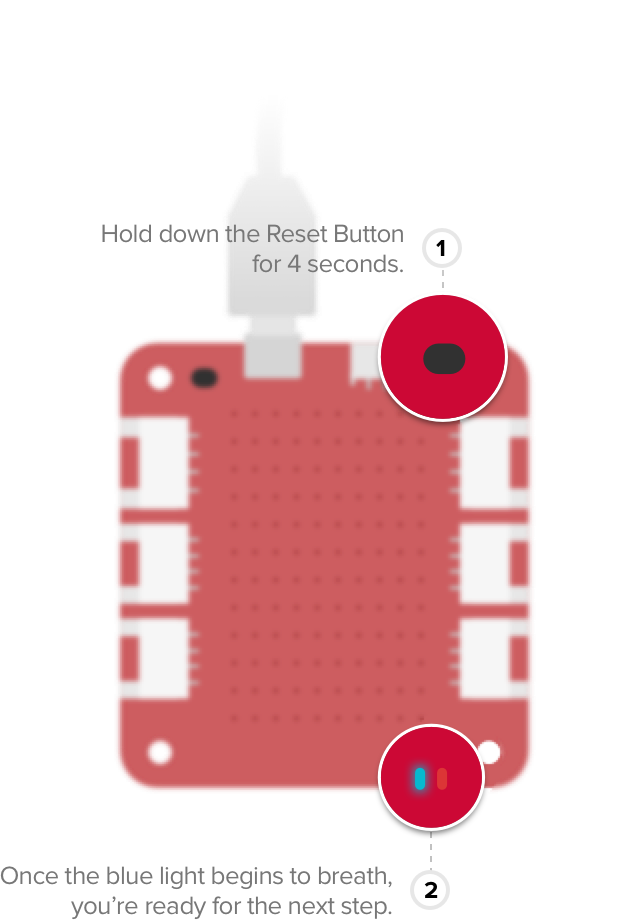 Hold down the Reset Button
for 4 seconds.
1
Once the blue light begins to breath,
you’re ready for the next step.
2